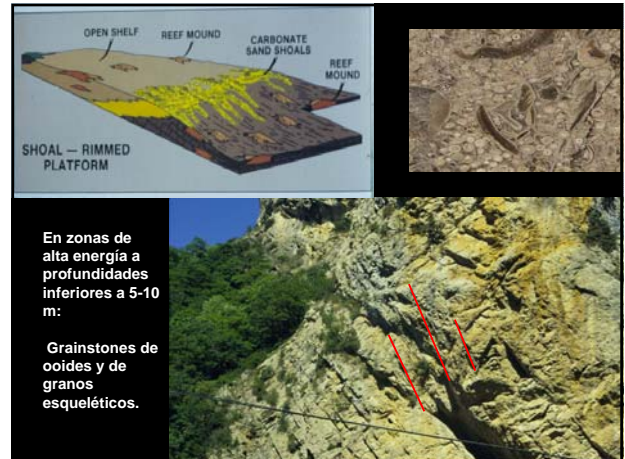 OPEN SHELF
REEF MOUND
CARBONATE
SAND SHOALS
REEF
MOUND
SHOAL — RIMMED
PLATFORM
En zonas de
alta energía a
profundidades
inferiores a 5-10
m:
Grainstones de
ooides y de
granos
esqueléticos.